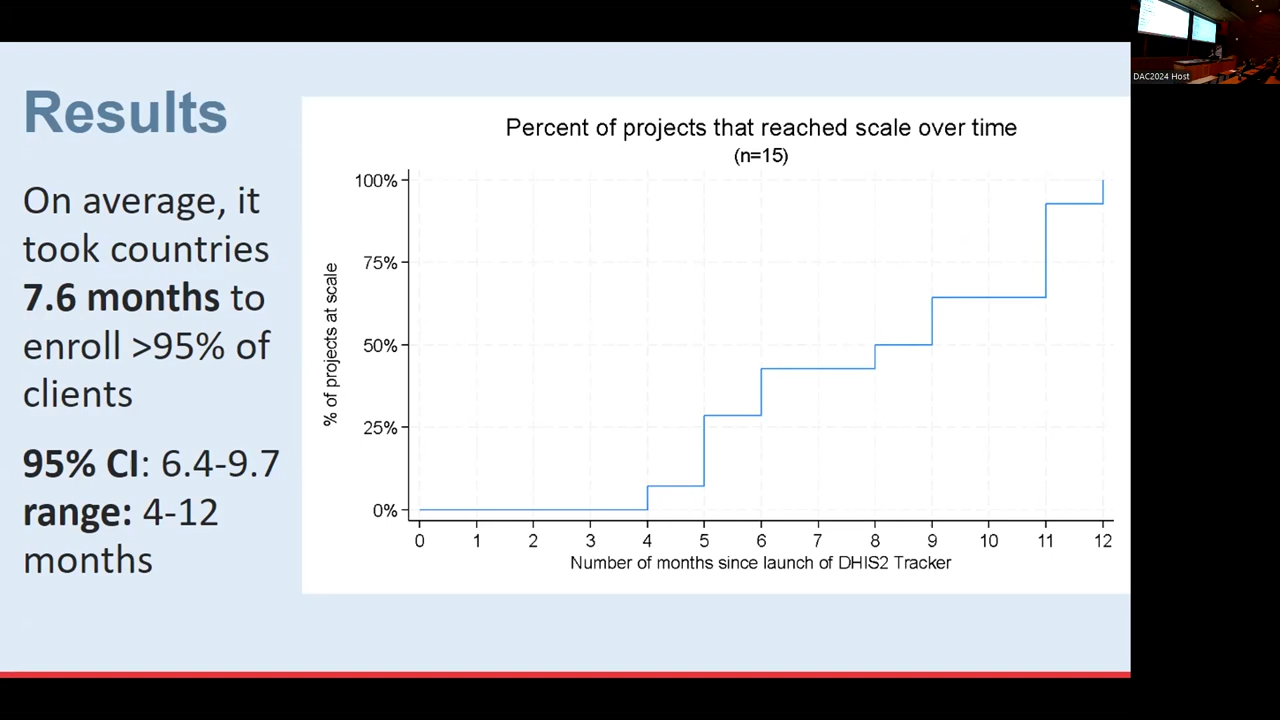 DAC2024 Host
Results
On average, it
took countries
7.6 months to
enroll >95% of
clients
95% CI: 6.4-9.7
range: 4-12
months
Percent of projects that reached scale over time
(n=15)
% of projects at scale
100%
75%
50%
25%
0%
0 1 2 3 4 5 6 7 8 9 10 11 12
Number of months since launch of DHIS2 Tracker